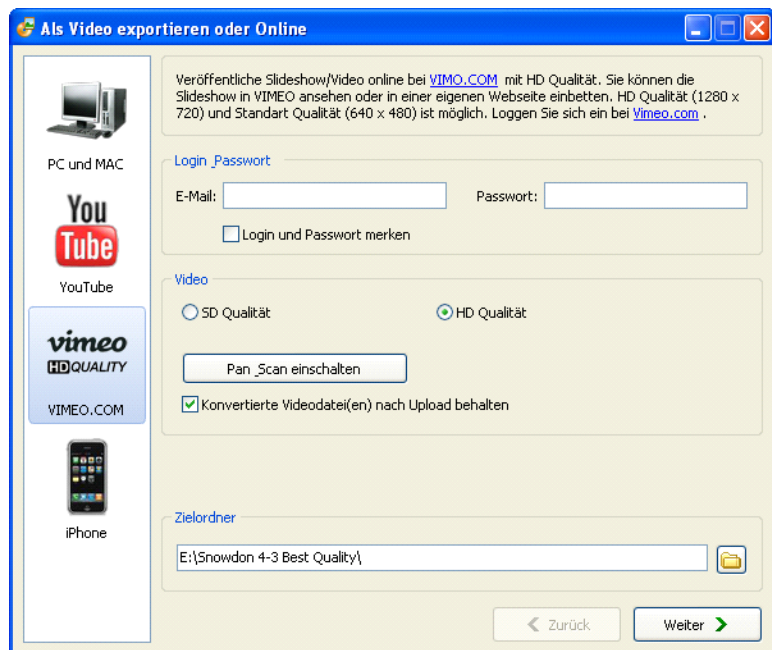 Als Video exportieren oder Online
PC und MAC
You
Tube
YouTube
vimeo
HD QUALITY
VIMEO.COM
iPhone
Veröffentliche Slideshow/Video online bei VIMO.COM mit HD Qualität. Sie können die
Slideshow in VIMEO ansehen oder in einer eigenen Webseite einbetten. HD Qualität (1280 x
720) und Standart Qualität (640 x 480) ist möglich. Loggen Sie sich ein bei Vimeo.com .
Login _Passwort
E-Mail: Passwort:
Login und Passwort merken
Video
SD Qualität HD Qualität
Pan _Scan einschalten
Konvertierte Videodatei(en) nach Upload behalten
Zielordner
E:\Snowdon 4-3 Best Quality\
Zurück Weiter